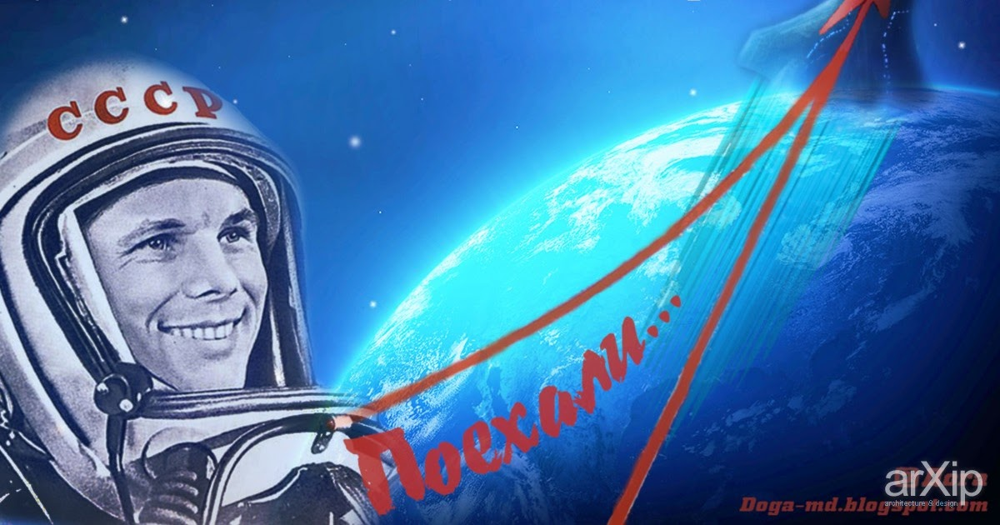 СССР
Поехали...
arXip
architecture & design
Doga-md.blogspot.com